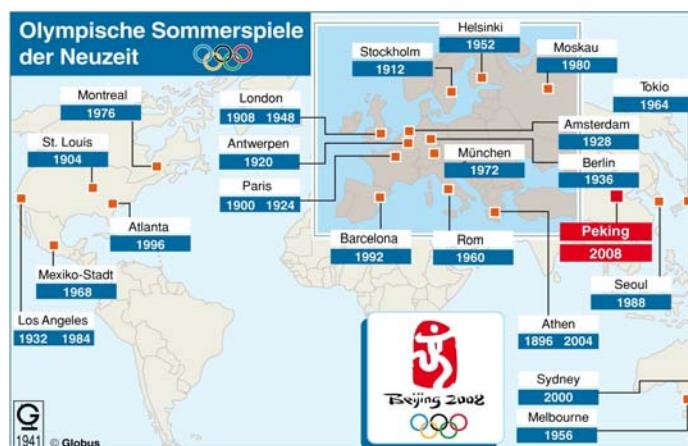 Olympische Sommerspiele
der Neuzeit
Helsinki
1952
Stockholm
1912
Moskau
1980
Montreal
1976
London
1908 1948
Tokio
1964
St. Louis
1904
Antwerpen
1920
Amsterdam
1928
München
1972
Berlin
1936
Paris
1900 1924
Atlanta
1996
Barcelona
1992
Rom
1960
Peking
2008
Mexiko-Stadt
1968
Seoul
1988
Los Angeles
1932 1984
Athen
1896 2004
Beijing 2008
Sydney
2000
Melbourne
1956
G
1941 © Globus